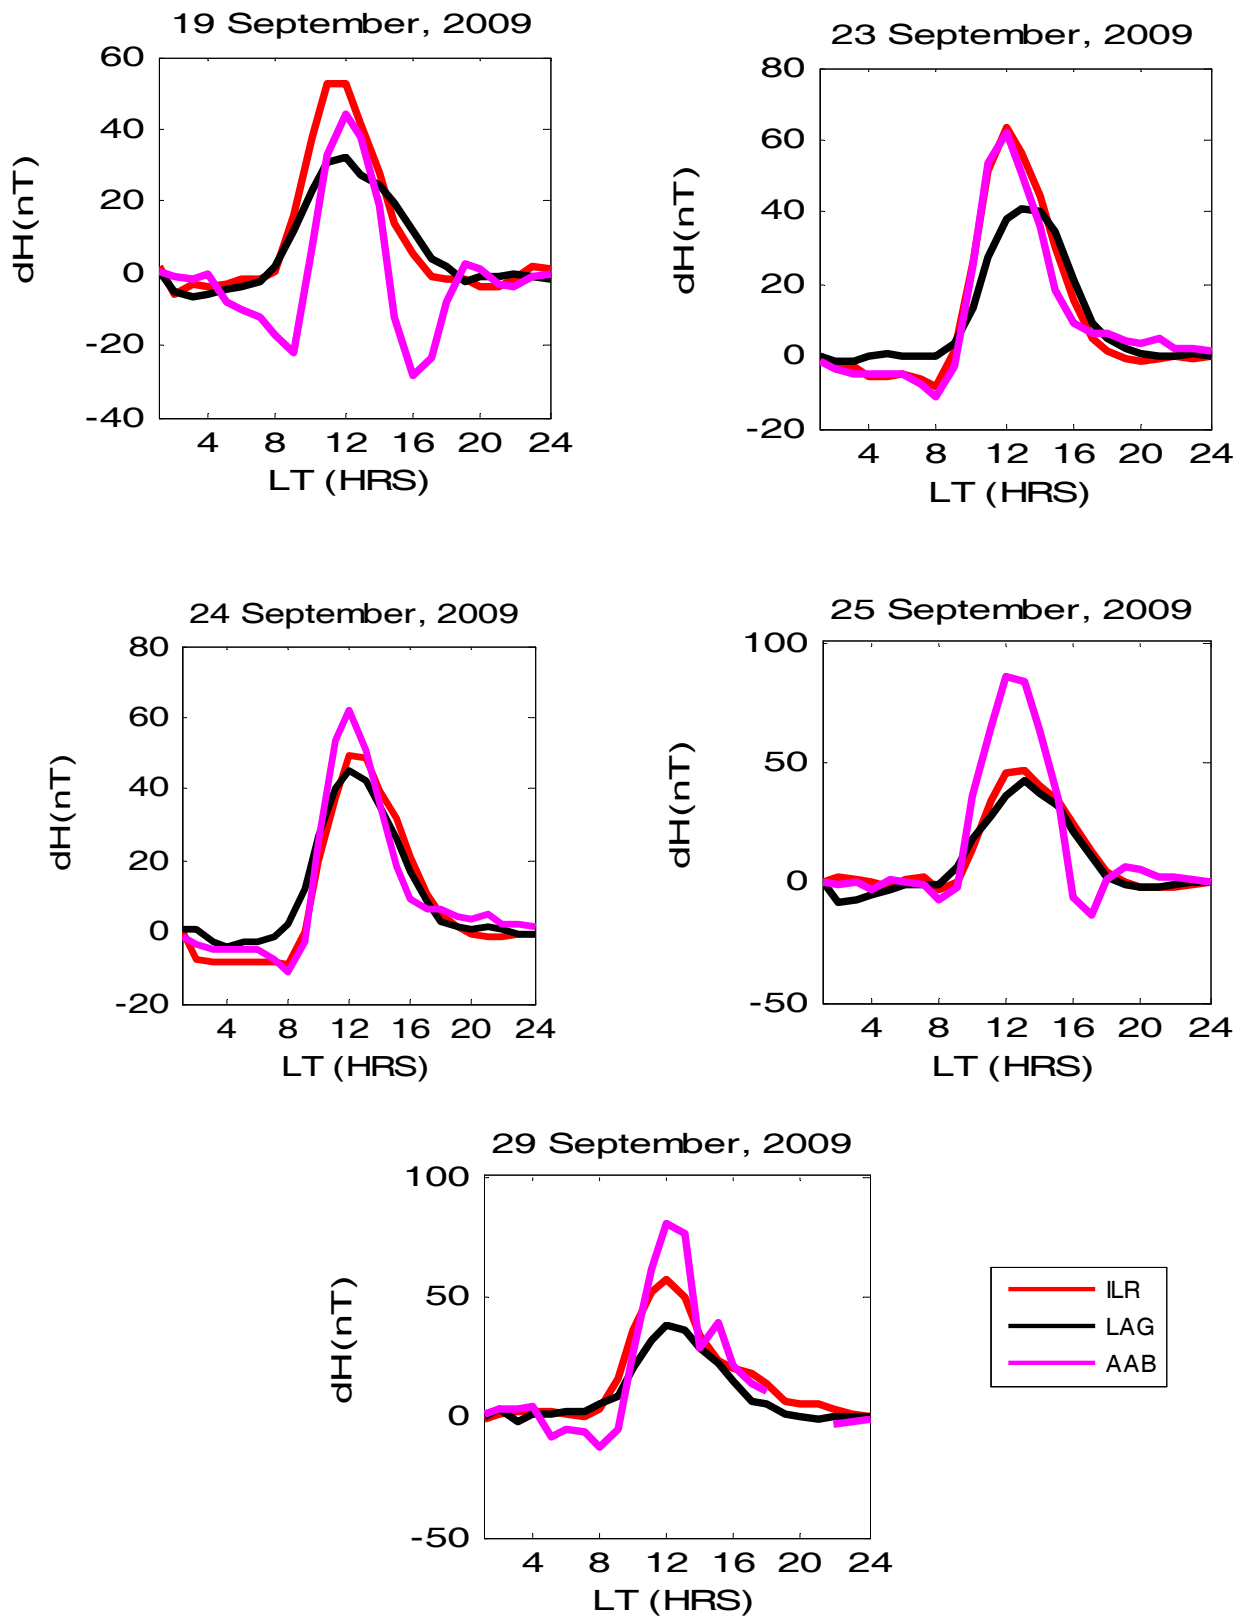 19 September, 2009
60
40
20
0
-20
-40
dH(nT)
4 8 12 16 20 24
LT (HRS)
23 September, 2009
80
60
40
20
0
-20
dH(nT)
4 8 12 16 20 24
LT (HRS)
24 September, 2009
80
60
40
20
0
-20
dH(nT)
4 8 12 16 20 24
LT (HRS)
25 September, 2009
100
50
0
-50
dH(nT)
4 8 12 16 20 24
LT (HRS)
29 September, 2009
100
50
0
-50
dH(nT)
4 8 12 16 20 24
LT (HRS)
ILR
LAG
AAB